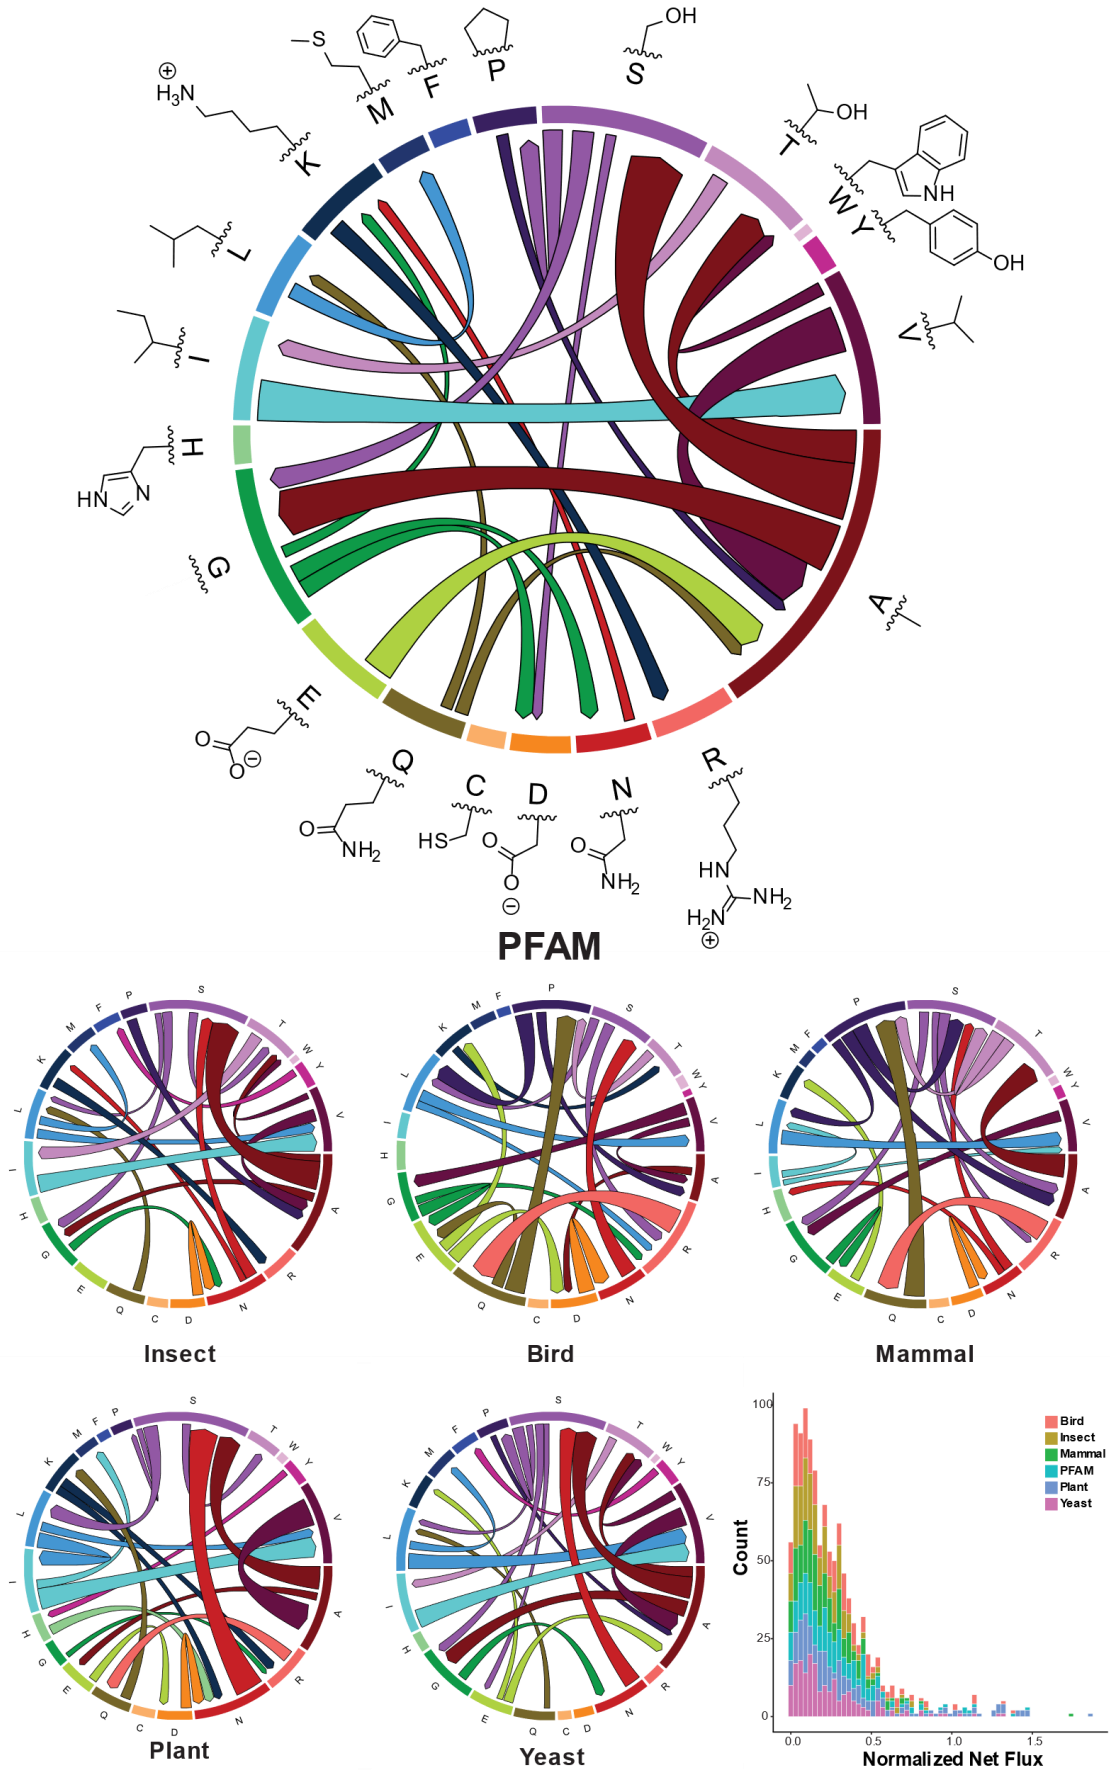 S
OH
P
F
M
S
H3N
⊕
K
L
I
H
HN
N
G
E
O
O
⊖
Q
O
NH2
C
HS
D
O
O
⊖
N
O
NH2
R
HN
NH2
H2N
⊕
A
V
Y
OH
W
NH
T
OH
PFAM
S
T
W
Y
V
A
R
N
D
C
Q
E
G
H
I
L
K
M
F
P
Insect
P
S
T
W
Y
V
A
R
N
D
C
Q
E
G
H
I
L
K
M
F
Bird
P
S
T
W
Y
V
A
R
N
D
C
Q
E
G
H
I
L
K
M
F
Mammal
S
T
W
Y
V
A
R
N
D
C
Q
E
G
H
I
L
K
M
F
P
Plant
S
T
W
Y
V
A
R
N
D
C
Q
E
G
H
I
L
K
M
F
P
Yeast
100
75
50
25
0
Count
0.0
0.5
1.0
1.5
Normalized Net Flux
Bird
Insect
Mammal
PFAM
Plant
Yeast